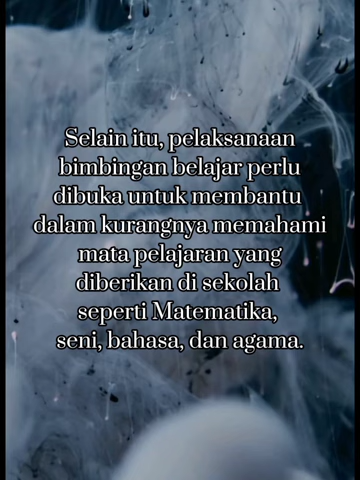 Selain itu, pelaksanaan
bimbingan belajar perlu
dibuka untuk membantu
dalam kurangnya memahami
mata pelajaran yang
diberikan di sekolah
seperti Matematika,
seni, bahasa, dan agama.